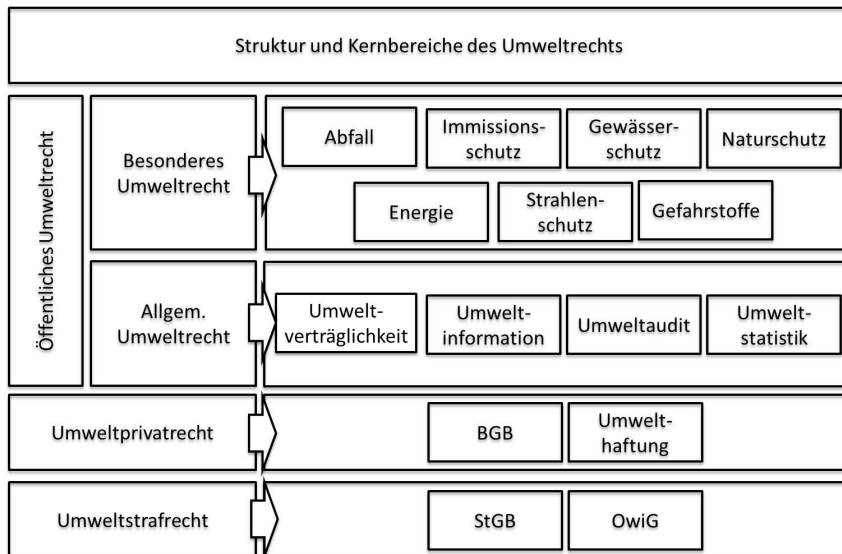 Struktur und Kernbereiche des Umweltrechts
Öffentliches Umweltrecht
Besonderes
Umweltrecht
Abfall
Immissions-
schutz
Gewässer-
schutz
Naturschutz
Energie
Strahlen-
schutz
Gefahrstoffe
Allgem.
Umweltrecht
Umwelt-
verträglichkeit
Umwelt-
information
Umweltaudit
Umwelt-
statistik
Umweltprivatrecht
BGB
Umwelt-
haftung
Umweltstrafrecht
StGB
OwiG